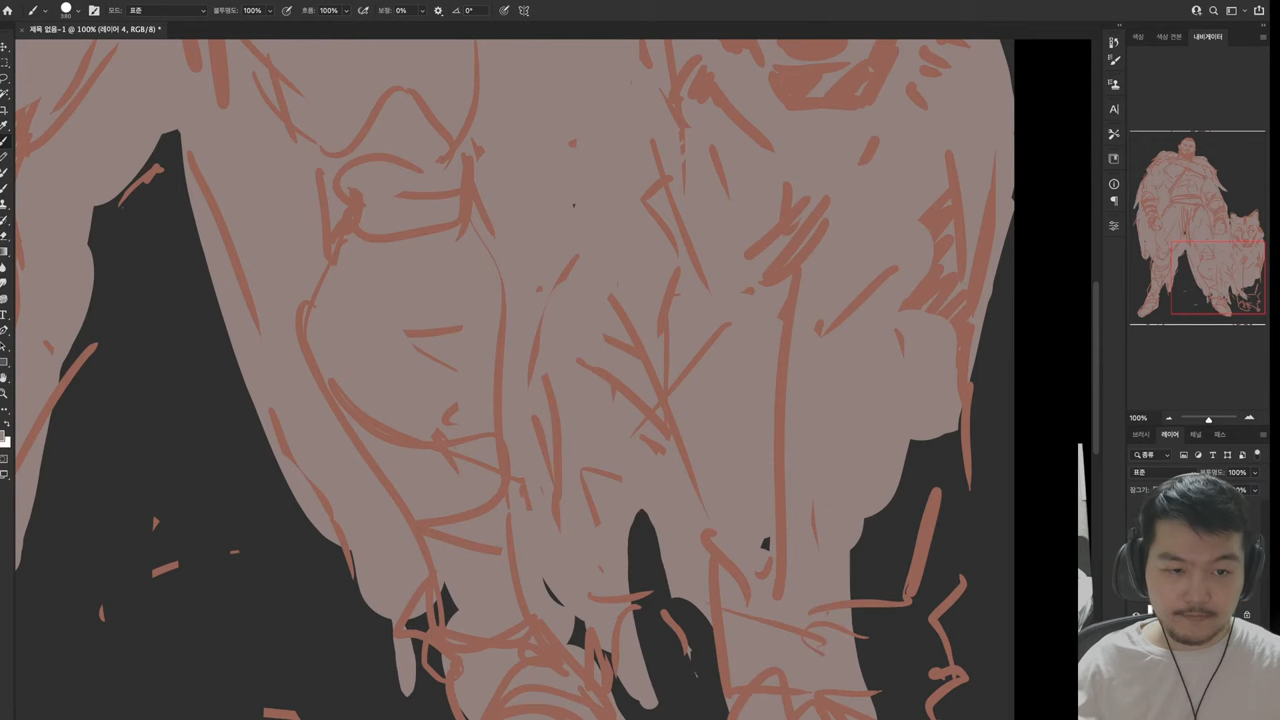 380
모드: 표준
불투명도: 100%
흐름: 100%
보정: 0%
0°
제목 없음-1 @ 100% (레이어 4, RGB/8) *
색상
색상 견본
내비게이터
100%
브러시
레이어
채널
패스
종류
표준
불투명도: 100%
잠그기: